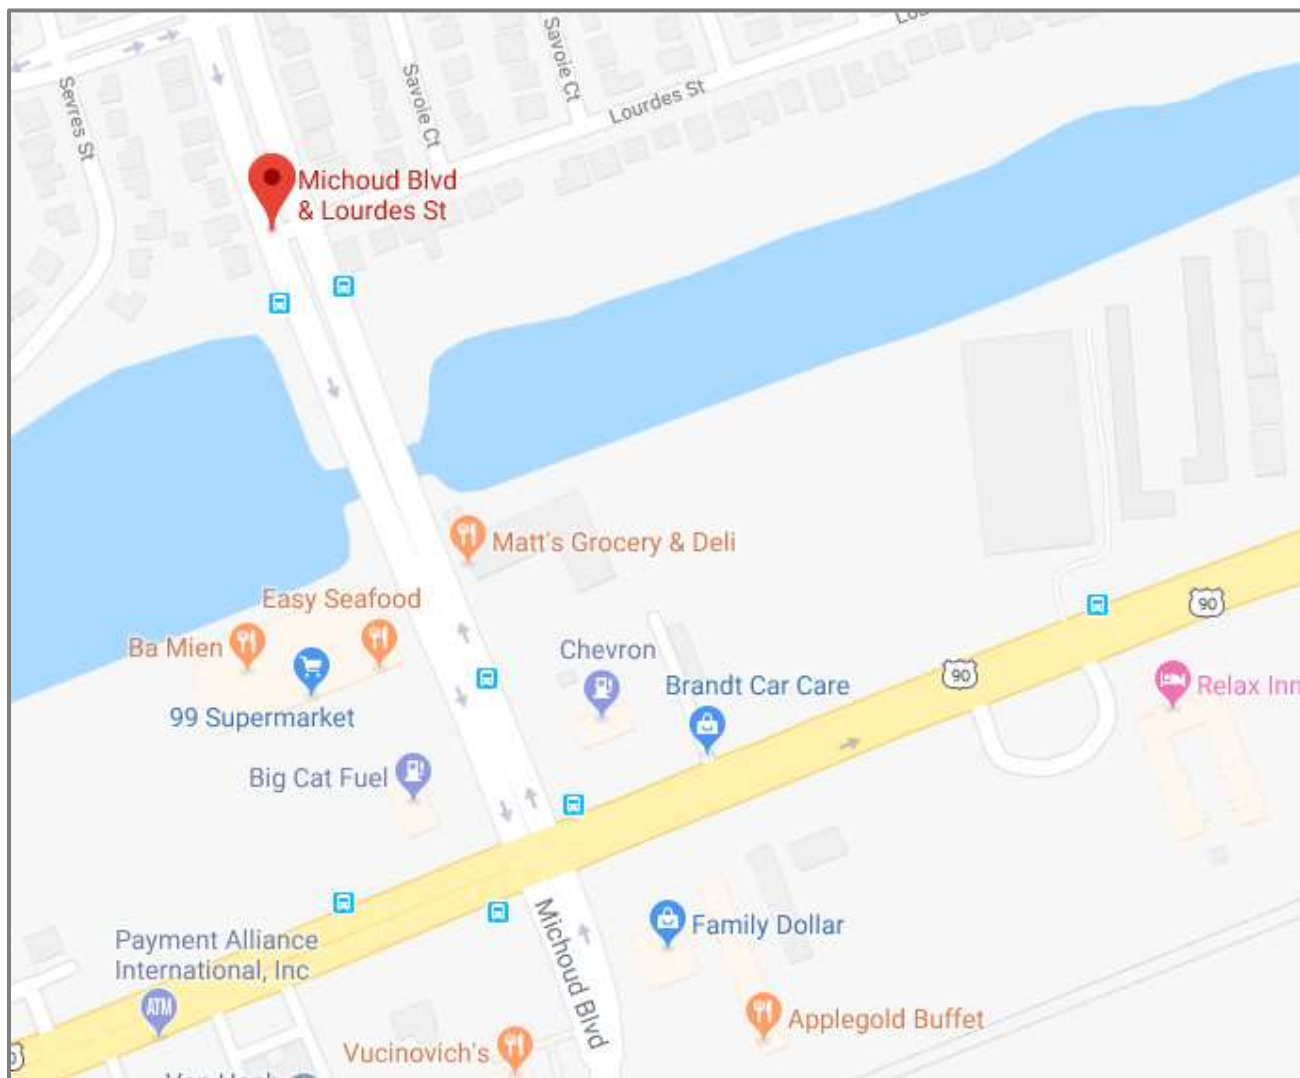 Lourdes St
Savoie Ct
Savoie Ct
Sevres St
Michoud Blvd
& Lourdes St
Matt's Grocery & Deli
Easy Seafood
Ba Mien
99 Supermarket
Chevron
Brandt Car Care
90
90
Relax Inn
Big Cat Fuel
Family Dollar
Michoud Blvd
Payment Alliance
International, Inc
ATM
Applegold Buffet
Vucinovich's